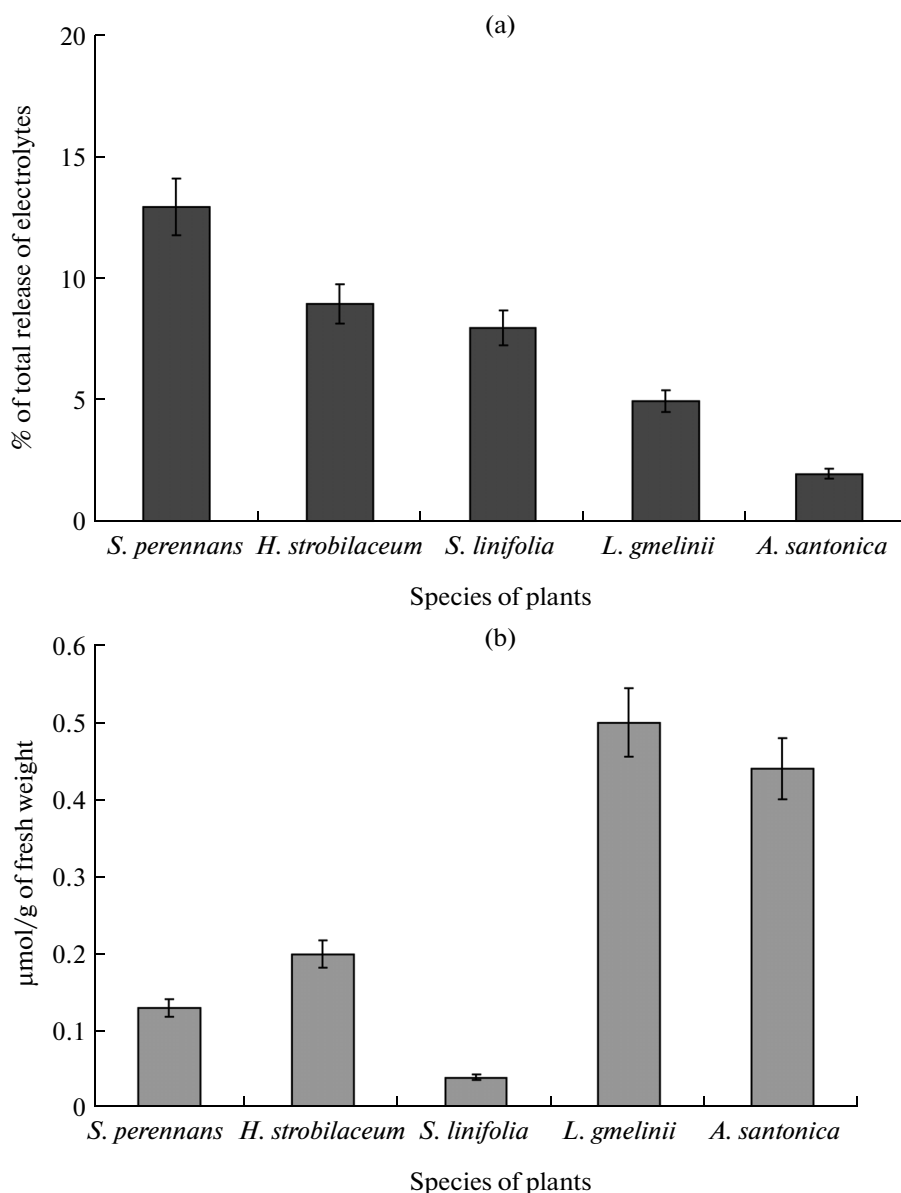 (a)
% of total release of electrolytes
20
15
10
5
0
S. perennans H. strobilaceum S. linifolia L. gmelinii A. santonica
Species of plants
(b)
μmol/g of fresh weight
0.6
0.5
0.4
0.3
0.2
0.1
0
S. perennans H. strobilaceum S. linifolia L. gmelinii A. santonica
Species of plants